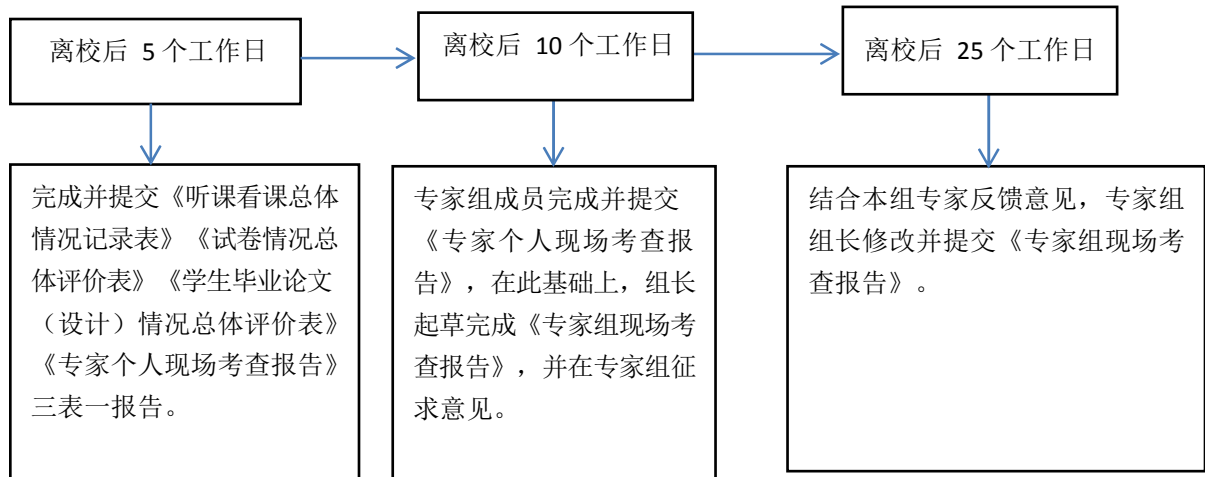 离校后 5 个工作日
离校后 10 个工作日
离校后 25 个工作日
完成并提交《听课看课总体
情况记录表》《试卷情况总
体评价表》《学生毕业论文
（设计）情况总体评价表》
《专家个人现场考查报告》
三表一报告。
专家组成员完成并提交
《专家个人现场考查报
告》，在此基础上，组长
起草完成《专家组现场考
查报告》，并在专家组征
求意见。
结合本组专家反馈意见，专家组
组长修改并提交《专家组现场考
查报告》。